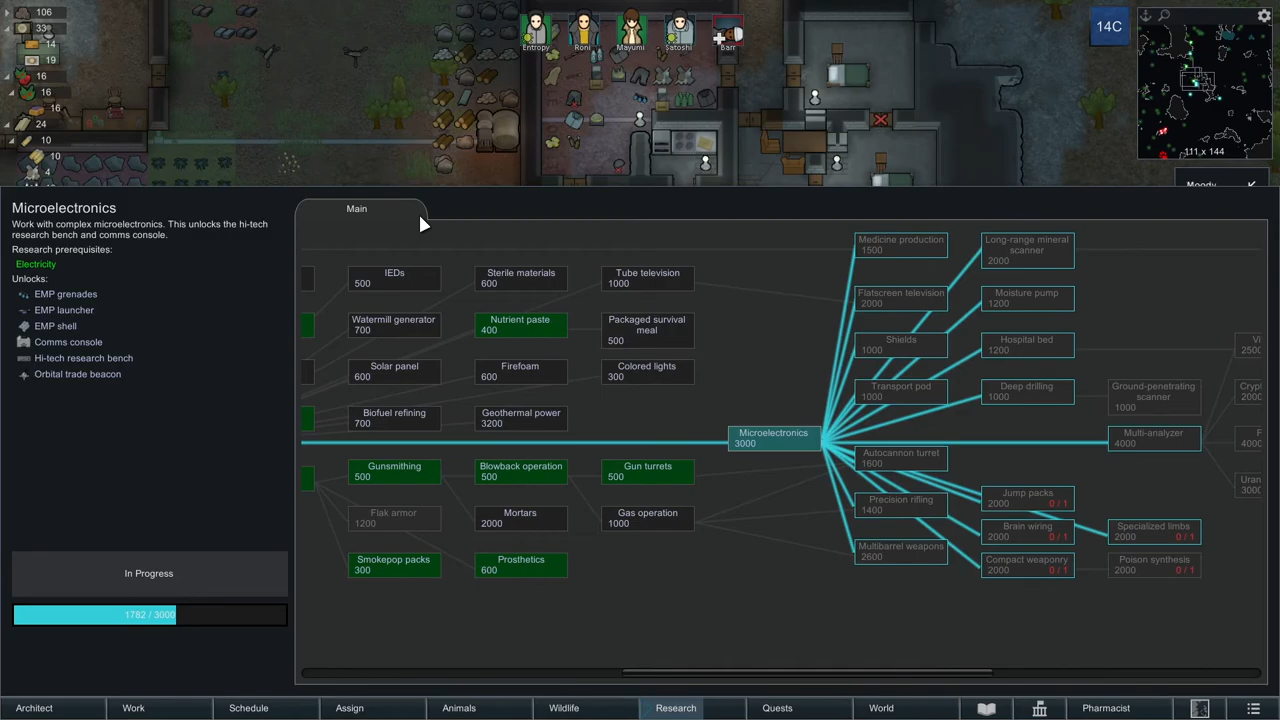 106
33
14
19
16
16
16
24
10
10
4
Entropy
Roni
Mayumi
Satoshi
Barr
14C
111 x 144
Moody
Microelectronics
Work with complex microelectronics. This unlocks the hi-tech
research bench and comms console.
Research prerequisites:
Electricity
Unlocks:
EMP grenades
EMP launcher
EMP shell
Comms console
Hi-tech research bench
Orbital trade beacon
In Progress
1782 / 3000
Main
IEDs
500
Sterile materials
600
Tube television
1000
Watermill generator
700
Nutrient paste
400
Packaged survival
meal
500
Solar panel
600
Firefoam
600
Colored lights
300
Biofuel refining
700
Geothermal power
3200
Microelectronics
3000
Gunsmithing
500
Blowback operation
500
Gun turrets
500
Flak armor
1200
Mortars
2000
Gas operation
1000
Smokepop packs
300
Prosthetics
600
Medicine production
1500
Long-range mineral
scanner
2000
Flatscreen television
2000
Moisture pump
1200
Shields
1000
Hospital bed
1200
Transport pod
1000
Deep drilling
1000
Ground-penetrating
scanner
1000
Multi-analyzer
4000
Autocannon turret
1600
Precision rifling
1400
Jump packs
2000 0 / 1
Brain wiring
2000 0 / 1
Specialized limbs
2000 0 / 1
Multibarrel weapons
2600
Compact weaponry
2000 0 / 1
Poison synthesis
2000 0 / 1
Vi
2500
Cryp
2000
F
4000
Uran
3000
Architect
Work
Schedule
Assign
Animals
Wildlife
Research
Quests
World
Pharmacist